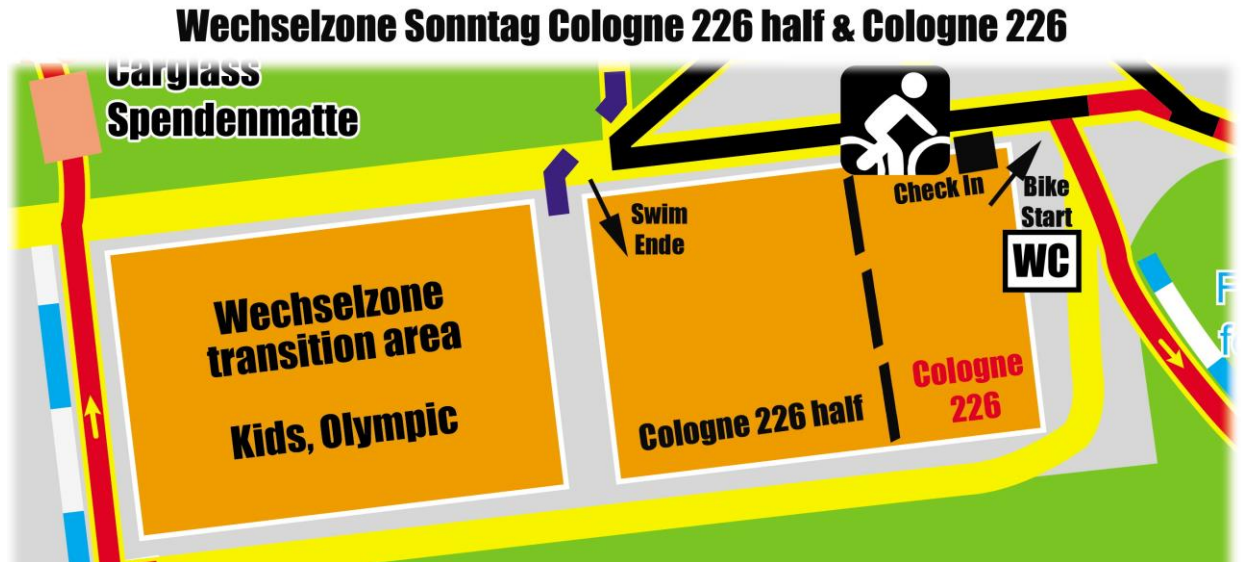 Wechselzone Sonntag Cologne 226 half & Cologne 226
Carglass
Spendenmatte
Swim
Ende
Check In
Bike
Start
WC
Wechselzone
transition area
Kids, Olympic
Cologne 226 half
Cologne
226